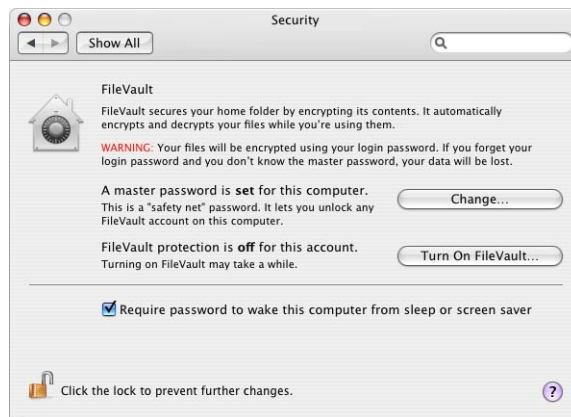 Security
Show All
FileVault
FileVault secures your home folder by encrypting its contents. It automatically
encrypts and decrypts your files while you're using them.
WARNING: Your files will be encrypted using your login password. If you forget your
login password and you don't know the master password, your data will be lost.
A master password is set for this computer.
This is a "safety net" password. It lets you unlock any
FileVault account on this computer.
Change...
FileVault protection is off for this account.
Turning on FileVault may take a while.
Turn On FileVault...
Require password to wake this computer from sleep or screen saver
Click the lock to prevent further changes.
?